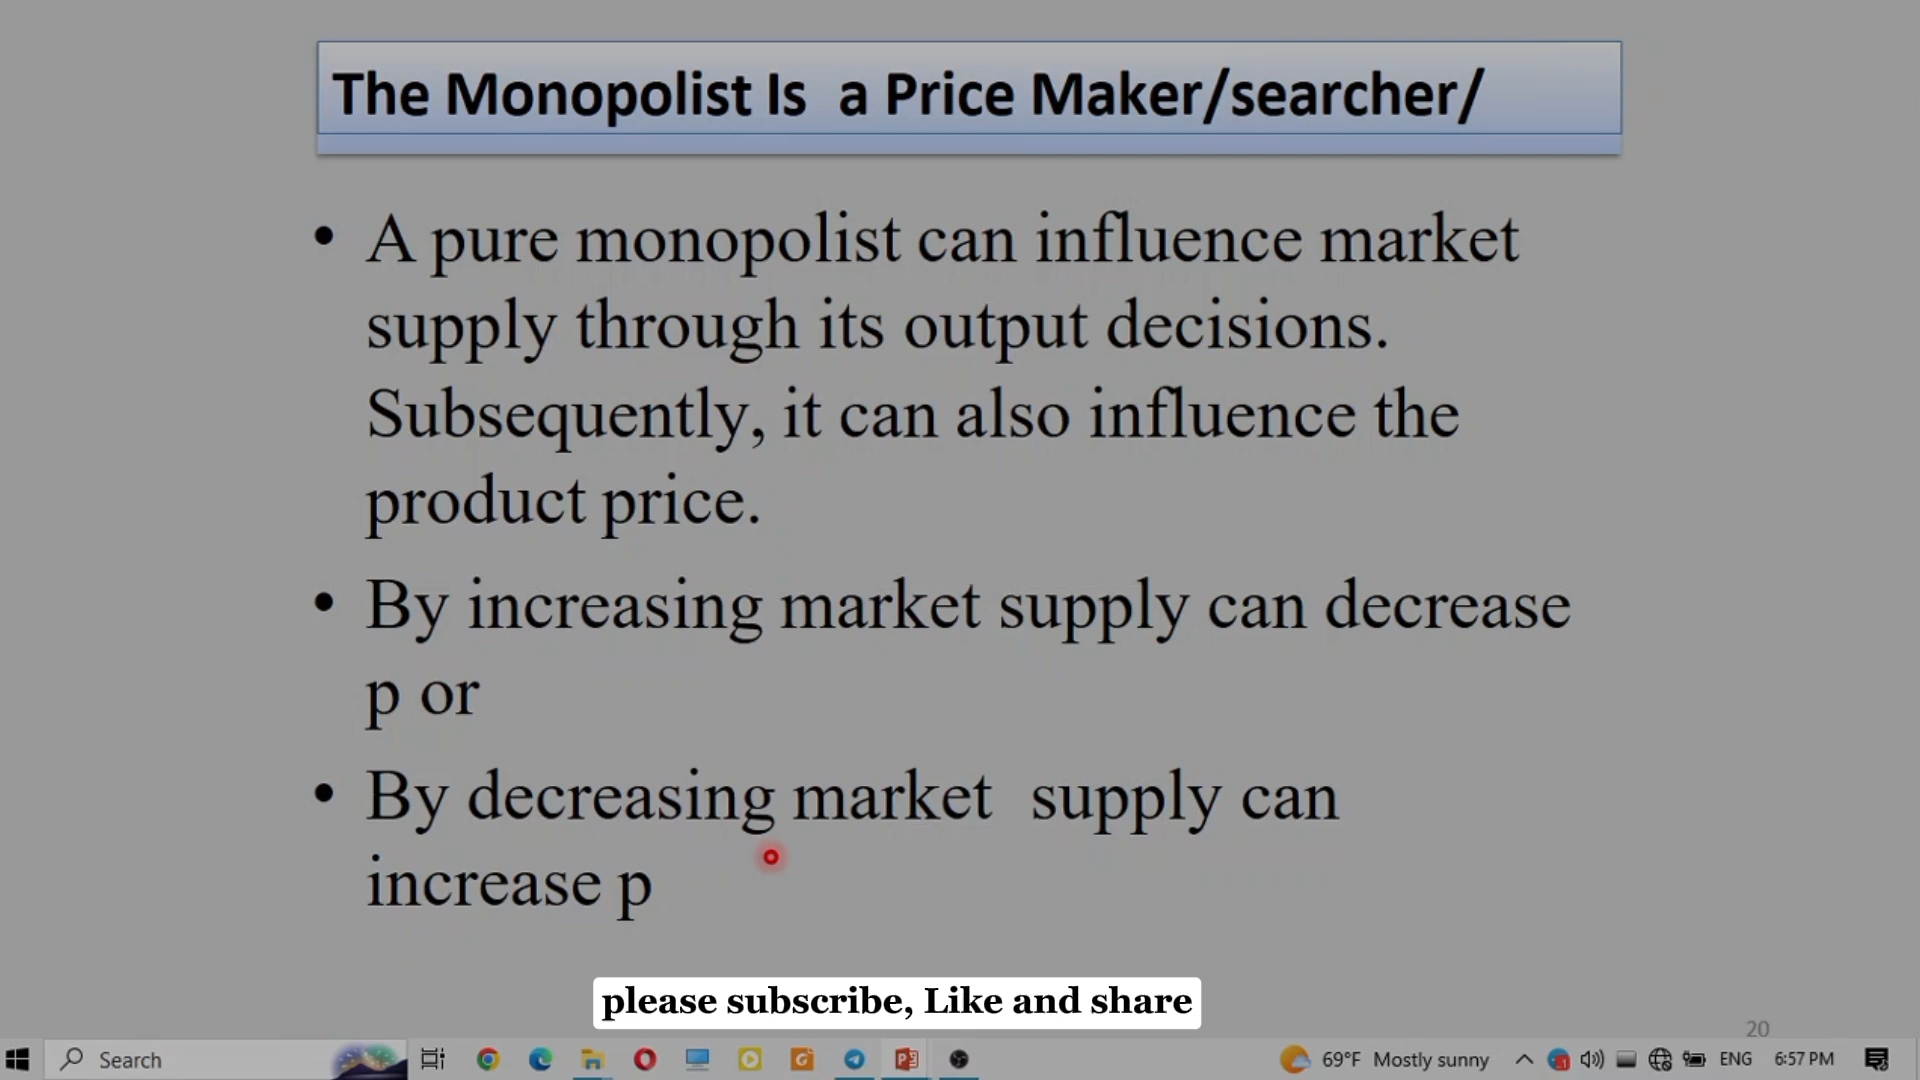 The Monopolist Is a Price Maker/searcher/
• A pure monopolist can influence market
supply through its output decisions.
Subsequently, it can also influence the
product price.
• By increasing market supply can decrease
p or
• By decreasing market supply can
increase p
please subscribe, Like and share
20
Search
69°F Mostly sunny
ENG
6:57 PM